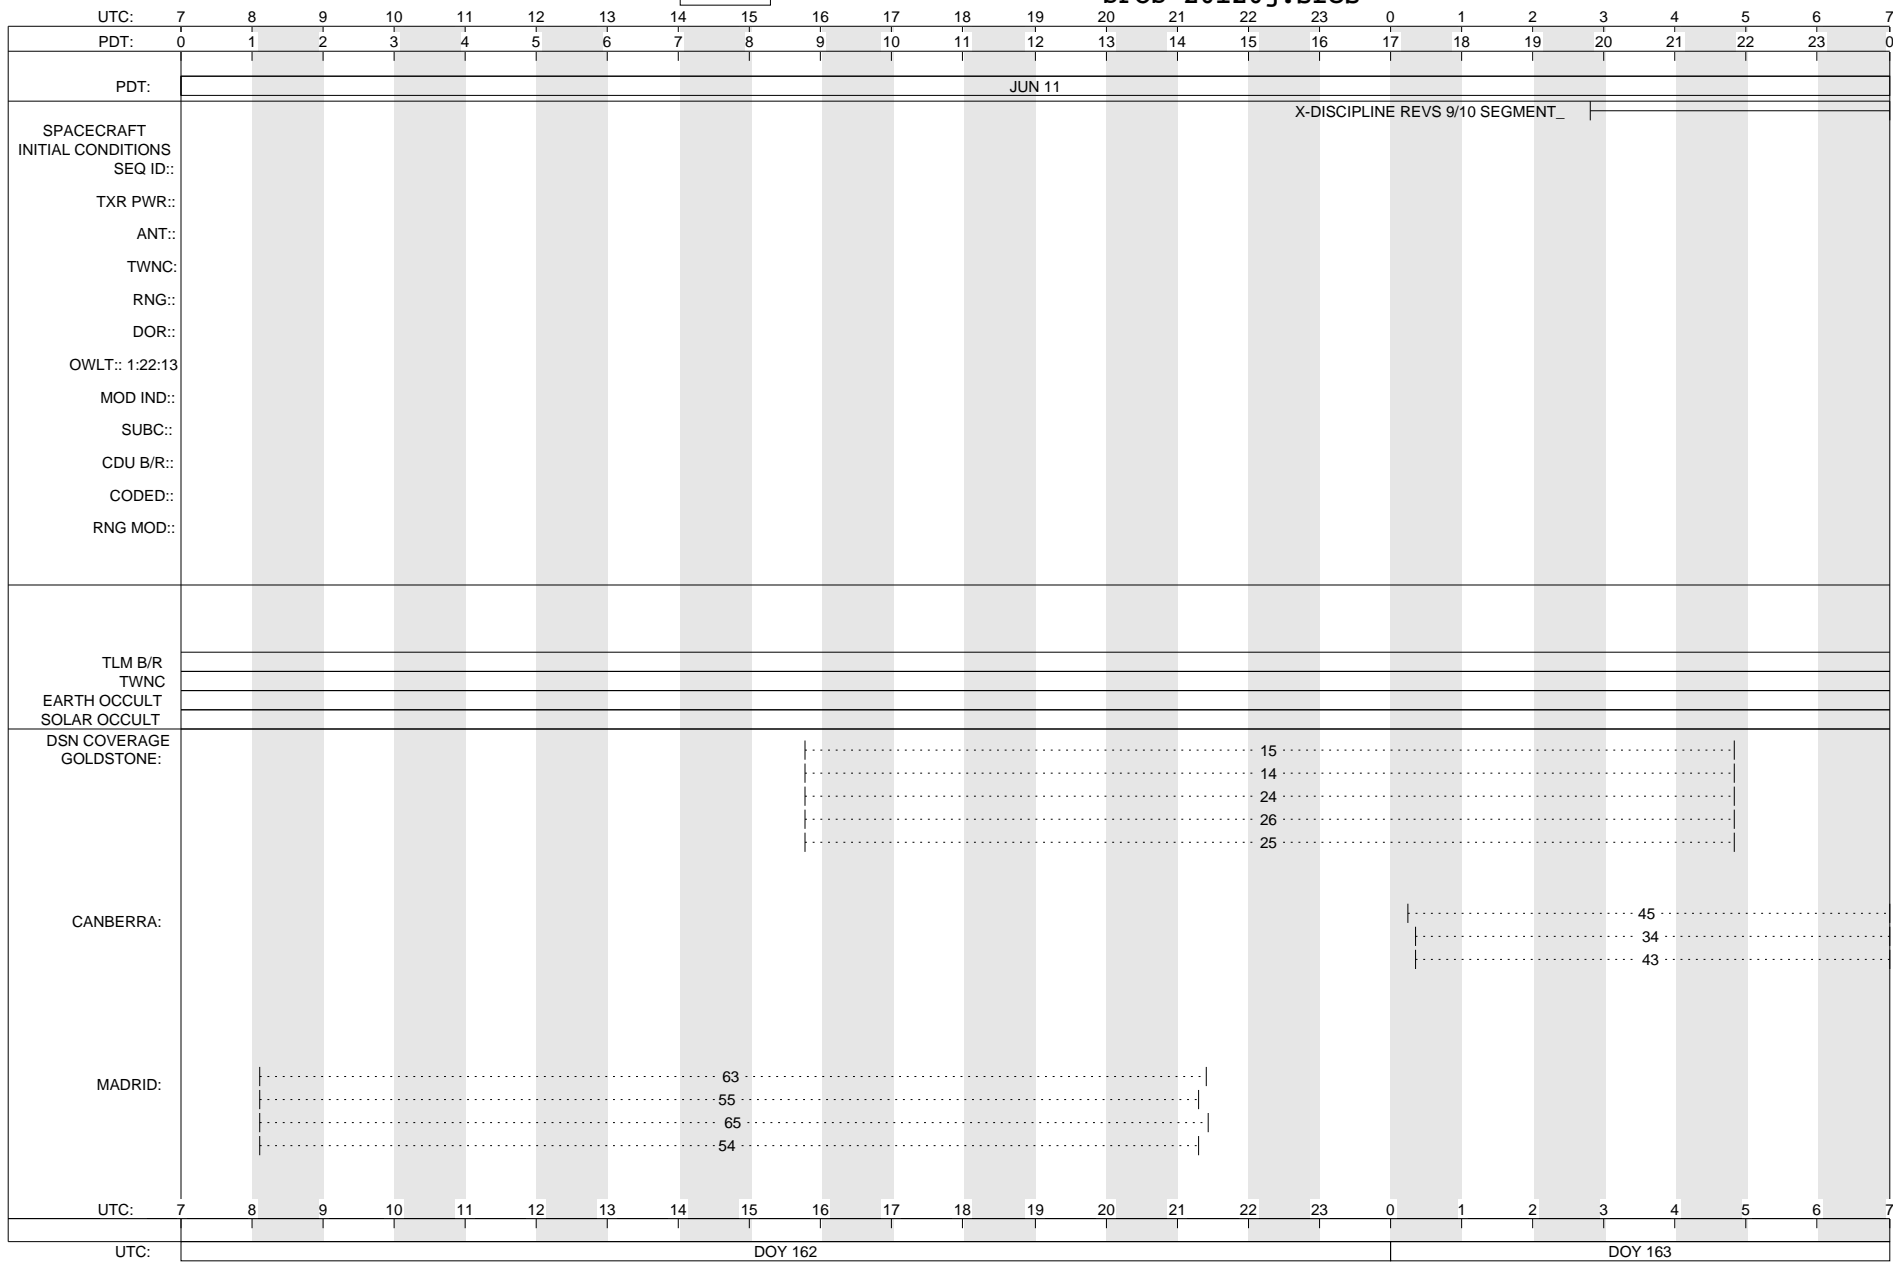 UTC: 7 8 9 10 11 12 13 14 15 16 17 18 19 20 21 22 23 0 1 2 3 4 5 6 7
PDT: 0 1 2 3 4 5 6 7 8 9 10 11 12 13 14 15 16 17 18 19 20 21 22 23 0
PDT: JUN 11
X-DISCIPLINE REVS 9/10 SEGMENT_
SPACECRAFT
INITIAL CONDITIONS
SEQ ID::
TXR PWR::
ANT::
TWNC:
RNG::
DOR::
OWLT:: 1:22:13
MOD IND::
SUBC::
CDU B/R::
CODED::
RNG MOD::
TLM B/R
TWNC
EARTH OCCULT
SOLAR OCCULT
DSN COVERAGE
GOLDSTONE:
15
14
24
26
25
CANBERRA:
45
34
43
MADRID:
63
55
65
54
UTC: 7 8 9 10 11 12 13 14 15 16 17 18 19 20 21 22 23 0 1 2 3 4 5 6 7
UTC: DOY 162 DOY 163